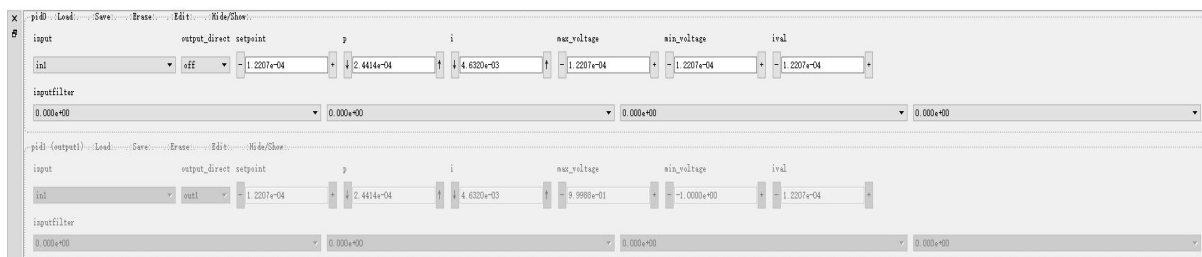 pid0 .:Load:. .:Save:. .:Erase:. .:Edit:. .:Hide/Show:.
input output_direct setpoint p i max_voltage min_voltage ival
in1 off - 1.2207e-04 + ↓ 2.4414e-04 ↑ ↓ 4.6320e-03 ↑ - 1.2207e-04 + - 1.2207e-04 + - 1.2207e-04 +
inputfilter
0.000e+00 0.000e+00 0.000e+00 0.000e+00
pid1 (output1) .:Load:. .:Save:. .:Erase:. .:Edit:. .:Hide/Show:.
input output_direct setpoint p i max_voltage min_voltage ival
in1 out1 - 1.2207e-04 + ↓ 2.4414e-04 ↑ ↓ 4.6320e-03 ↑ - 9.9988e-01 + - -1.0000e+00 + - 1.2207e-04 +
inputfilter
0.000e+00 0.000e+00 0.000e+00 0.000e+00